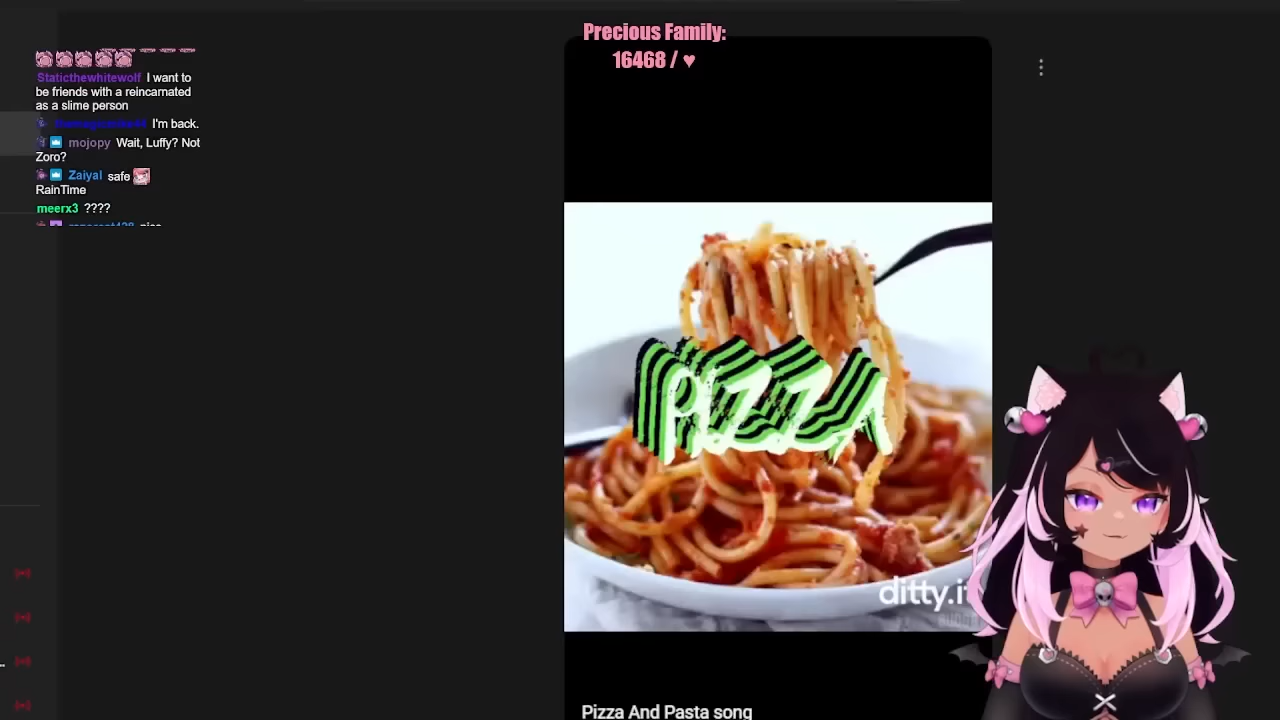 Precious Family:
16468 / ♥
Staticthewhitewolf I want to
be friends with a reincarnated
as a slime person
I'm back.
mojopy Wait, Luffy? Not
Zoro?
Zaiyal safe
RainTime
meerx3 ????
PIZZA
ditty.it
Pizza And Pasta song